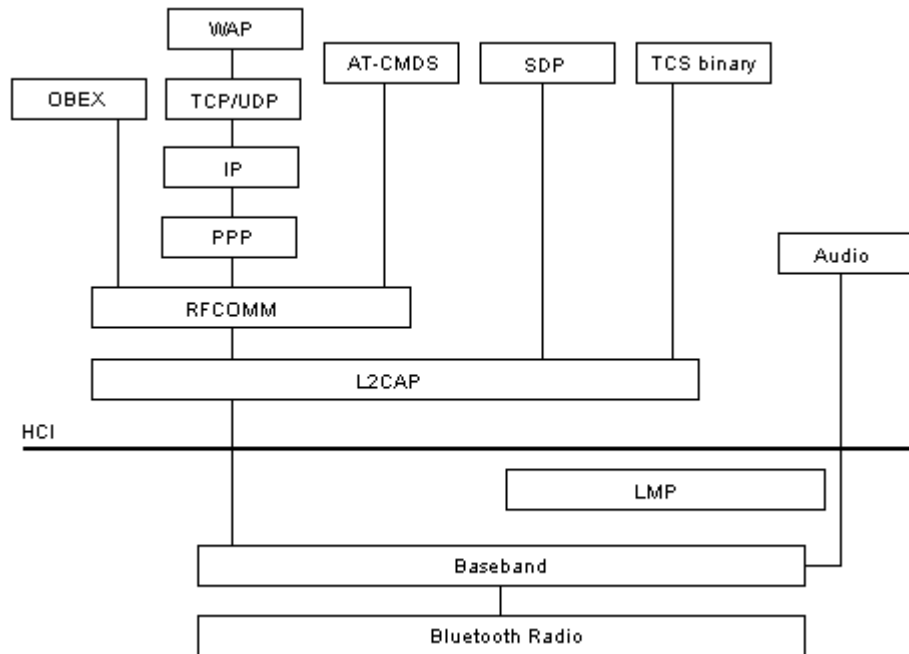 WAP
AT-CMDS
SDP
TCS binary
OBEX
TCP/UDP
IP
PPP
Audio
RFCOMM
L2CAP
HCI
LMP
Baseband
Bluetooth Radio